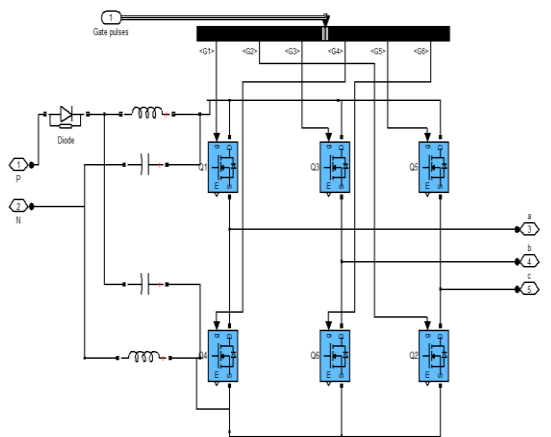 1
Gate pulses
<G1> <G2> <G3> <G4> <G5> <G6>
Diode
1
P
2
N
g D
Q1
E S
g D
Q3
E S
g D
Q5
E S
a
3
b
4
c
5
g D
Q4
E S
g D
Q6
E S
g D
Q2
E S